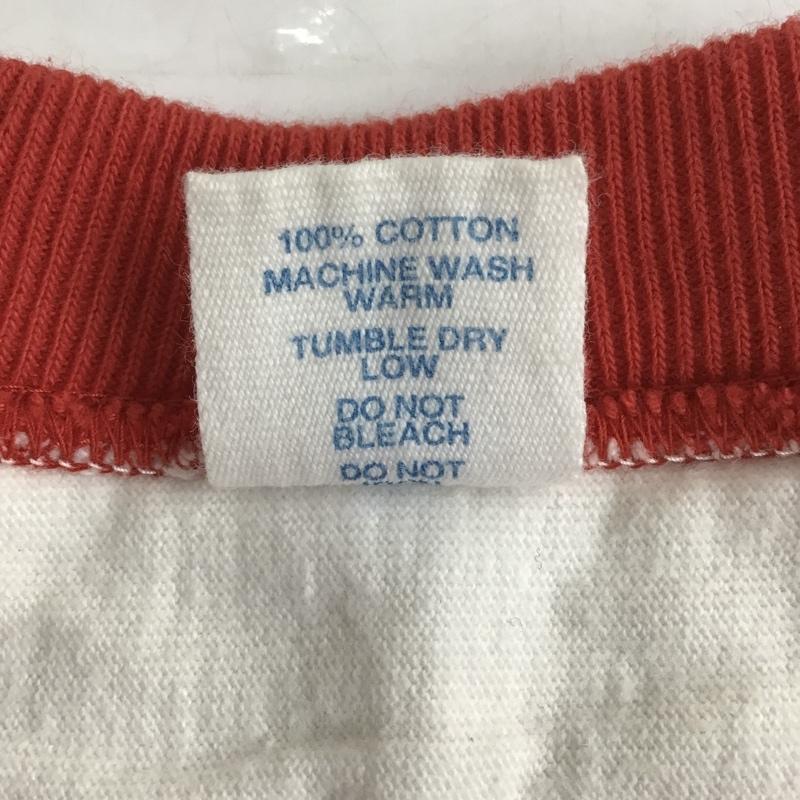 100% COTTON
MACHINE WASH
WARM
TUMBLE DRY
LOW
DO NOT
BLEACH
DO NOT